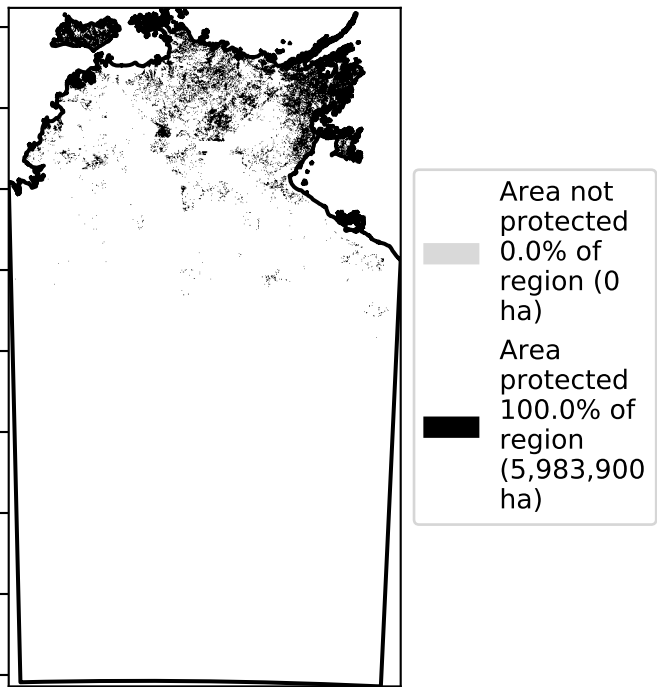 Area not
protected
0.0% of
region (0
ha)
Area
protected
100.0% of
region
(5,983,900
ha)